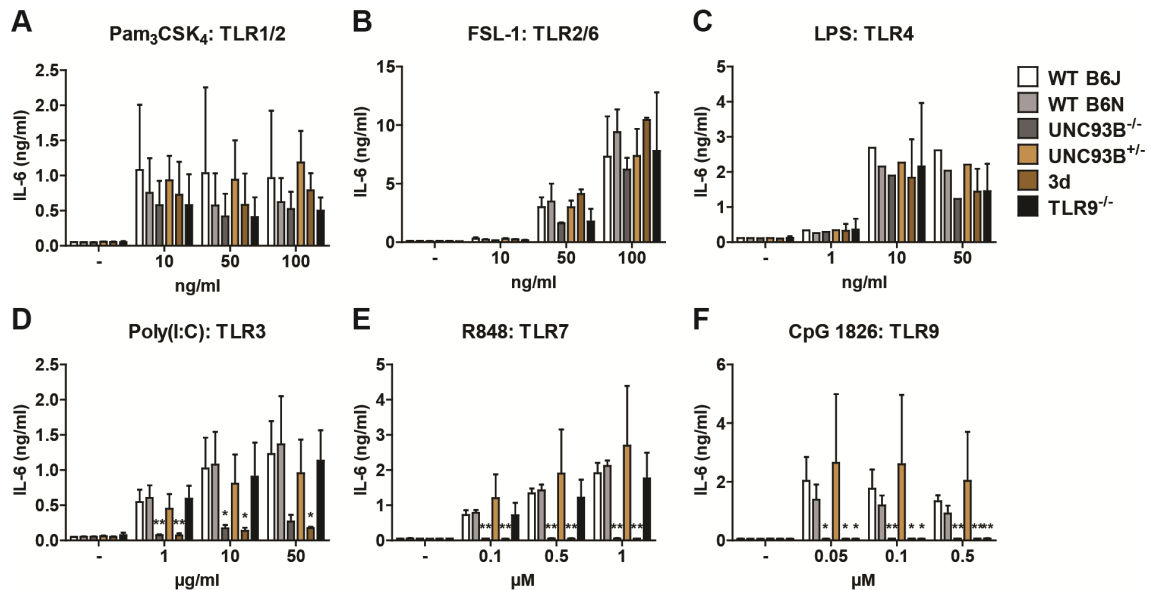 A
Pam₃CSK₄: TLR1/2
IL-6 (ng/ml)
2.5
2.0
1.5
1.0
0.5
0.0
- 10 50 100
ng/ml
B
FSL-1: TLR2/6
IL-6 (ng/ml)
15
10
5
0
- 10 50 100
ng/ml
C
LPS: TLR4
IL-6 (ng/ml)
5
4
3
2
1
0
- 1 10 50
ng/ml
WT B6J
WT B6N
UNC93B⁻/⁻
UNC93B⁺/⁻
3d
TLR9⁻/⁻
D
Poly(I:C): TLR3
IL-6 (ng/ml)
2.5
2.0
1.5
1.0
0.5
0.0
** ** * * *
- 1 10 50
µg/ml
E
R848: TLR7
IL-6 (ng/ml)
5
4
3
2
1
0
** ** ** ** ** **
- 0.1 0.5 1
µM
F
CpG 1826: TLR9
IL-6 (ng/ml)
6
4
2
0
* * * ** * * ** ****
- 0.05 0.1 0.5
µM